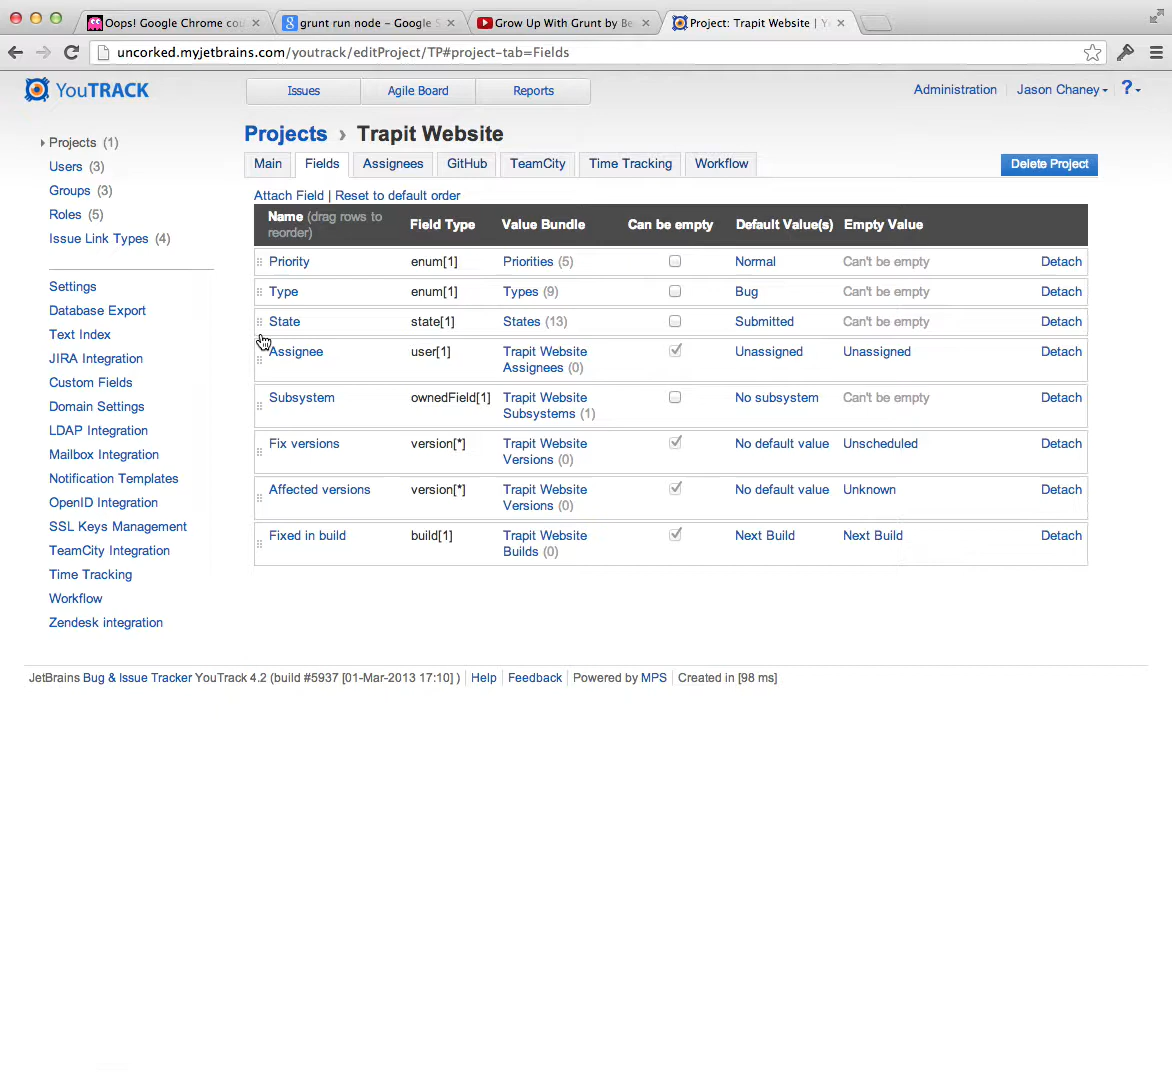 Oops! Google Chrome cou
grunt run node – Google S
Grow Up With Grunt by Be
Project: Trapit Website | Y
uncorked.myjetbrains.com/youtrack/editProject/TP#project-tab=Fields
YouTRACK
Issues
Agile Board
Reports
Administration
Jason Chaney
?
Projects (1)
Users (3)
Groups (3)
Roles (5)
Issue Link Types (4)
Settings
Database Export
Text Index
JIRA Integration
Custom Fields
Domain Settings
LDAP Integration
Mailbox Integration
Notification Templates
OpenID Integration
SSL Keys Management
TeamCity Integration
Time Tracking
Workflow
Zendesk integration
Projects › Trapit Website
Main
Fields
Assignees
GitHub
TeamCity
Time Tracking
Workflow
Delete Project
Attach Field | Reset to default order
Name (drag rows to reorder) Field Type Value Bundle Can be empty Default Value(s) Empty Value
Priority enum[1] Priorities (5) Normal Can't be empty Detach
Type enum[1] Types (9) Bug Can't be empty Detach
State state[1] States (13) Submitted Can't be empty Detach
Assignee user[1] Trapit Website Assignees (0) Unassigned Unassigned Detach
Subsystem ownedField[1] Trapit Website Subsystems (1) No subsystem Can't be empty Detach
Fix versions version[*] Trapit Website Versions (0) No default value Unscheduled Detach
Affected versions version[*] Trapit Website Versions (0) No default value Unknown Detach
Fixed in build build[1] Trapit Website Builds (0) Next Build Next Build Detach
JetBrains Bug & Issue Tracker YouTrack 4.2 (build #5937 [01-Mar-2013 17:10] ) | Help | Feedback | Powered by MPS | Created in [98 ms]